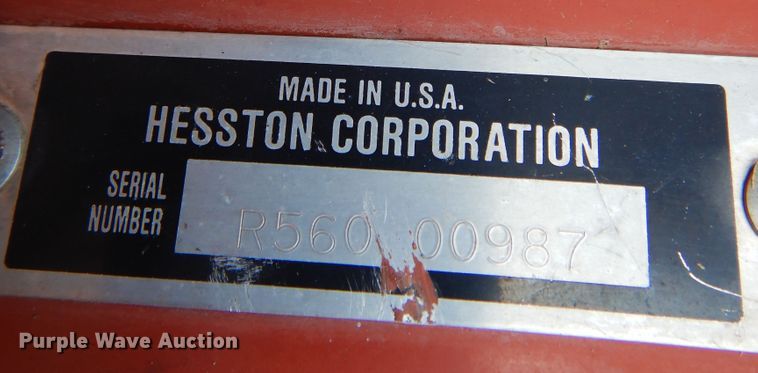 MADE IN U.S.A.
HESSTON CORPORATION
SERIAL
NUMBER
R560 00987
Purple Wave Auction